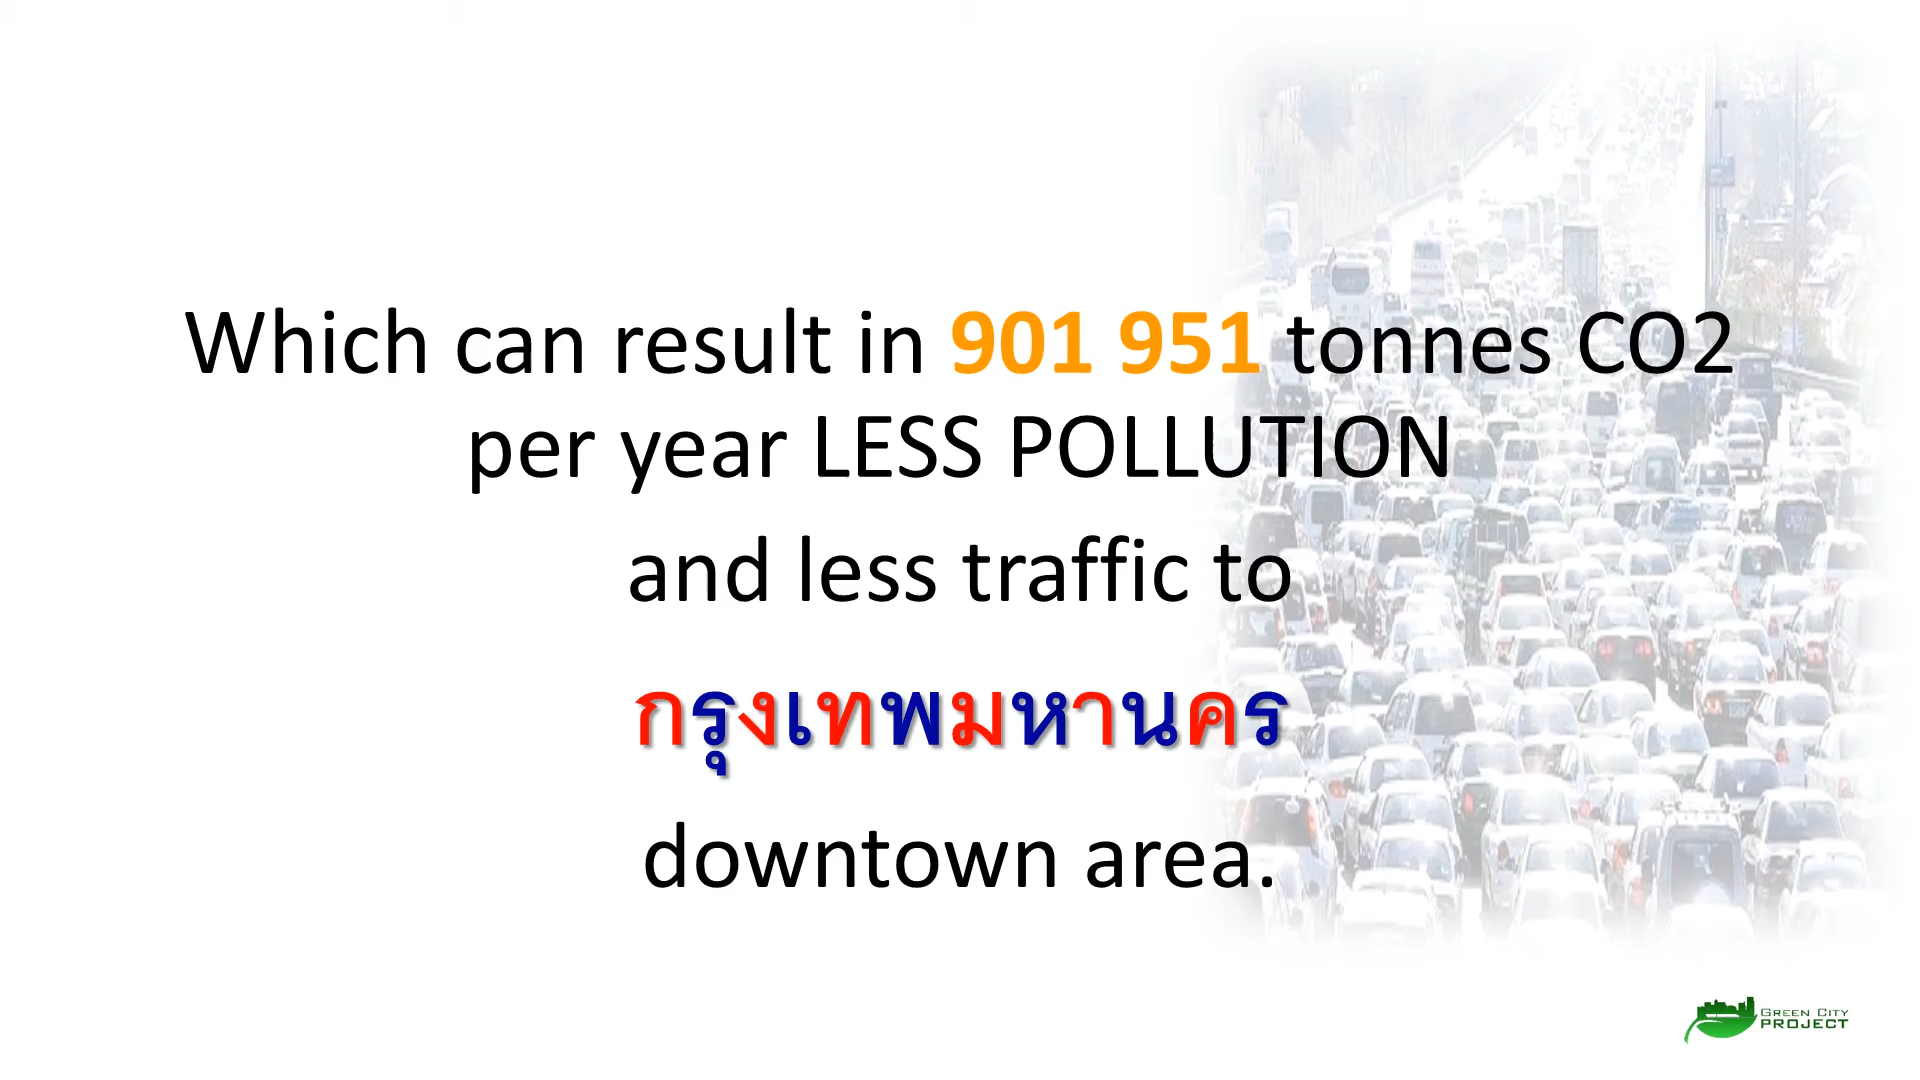 Which can result in 901 951 tonnes CO2
per year LESS POLLUTION
and less traffic to
กรุงเทพมหานคร
downtown area.
GREEN CITY
PROJECT